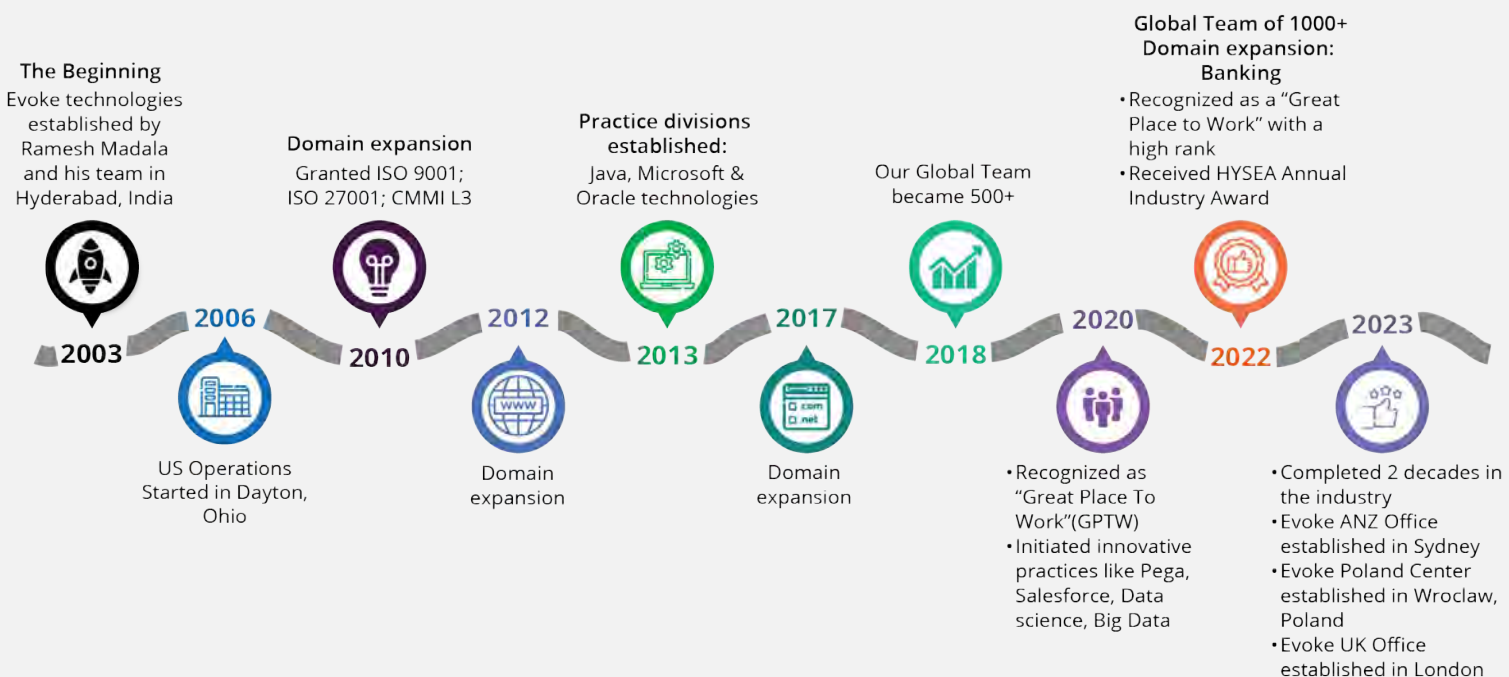 The Beginning
Evoke technologies
established by
Ramesh Madala
and his team in
Hyderabad, India
2003
2006
US Operations
Started in Dayton,
Ohio
Domain expansion
Granted ISO 9001;
ISO 27001; CMMI L3
2010
2012
www
Domain
expansion
Practice divisions
established:
Java, Microsoft &
Oracle technologies
2013
2017
.com
.net
Domain
expansion
Our Global Team
became 500+
2018
2020
•Recognized as
“Great Place To
Work”(GPTW)
•Initiated innovative
practices like Pega,
Salesforce, Data
science, Big Data
Global Team of 1000+
Domain expansion:
Banking
•Recognized as a “Great
Place to Work” with a
high rank
•Received HYSEA Annual
Industry Award
2022
2023
•Completed 2 decades in
the industry
•Evoke ANZ Office
established in Sydney
•Evoke Poland Center
established in Wroclaw,
Poland
•Evoke UK Office
established in London